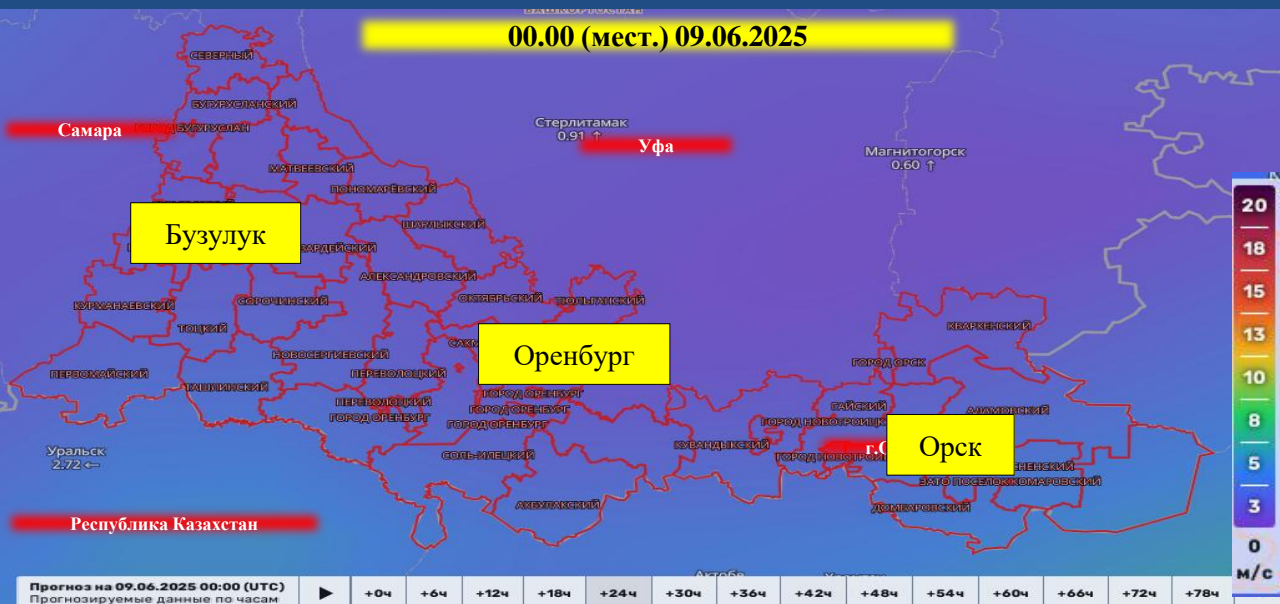 БАШКОРТОСТАН
00.00 (мест.) 09.06.2025
СЕВЕРНЫЙ
БУГУРУСЛАНСКИЙ
Самара
ГОРОД БУГУРУСЛАН
Стерлитамак
0.91 ↑
Уфа
Магнитогорск
0.60 ↑
МАТВЕЕВСКИЙ
ПОНОМАРЁВСКИЙ
Бузулук
ШАРЛЫКСКИЙ
АЛЕКСАНДРОВСКИЙ
КУРМАНАЕВСКИЙ
СОРОЧИНСКИЙ
ОКТЯБРЬСКИЙ
ТЮЛЬГАНСКИЙ
ТОЦКИЙ
КВАРКЕНСКИЙ
Оренбург
НОВОСЕРГИЕВСКИЙ
ГОРОД ОРСК
ПЕРВОМАЙСКИЙ
ПЕРЕВОЛОЦКИЙ
ТАШЛИНСКИЙ
ГОРОД ОРЕНБУРГ
ПЕРЕВОЛОЦКИЙ
ГОРОД ОРЕНБУРГ
ГАЙСКИЙ
АДАМОВСКИЙ
ГОРОД ОРЕНБУРГ
ГОРОД ОРЕНБУРГ
ГОРОД НОВОТРОИЦК
КУВАНДЫКСКИЙ
Орск
Уральск
2.72 ←
СОЛЬ-ИЛЕЦКИЙ
ЗАТО ПОСЕЛОК КОМАРОВСКИЙ
АКБУЛАКСКИЙ
ДОМБАРОВСКИЙ
Республика Казахстан
Актобе
20
18
15
13
10
8
5
3
0
м/с
Прогноз на 09.06.2025 00:00 (UTC)
Прогнозируемые данные по часам
▶ +0ч +6ч +12ч +18ч +24ч +30ч +36ч +42ч +48ч +54ч +60ч +66ч +72ч +78ч